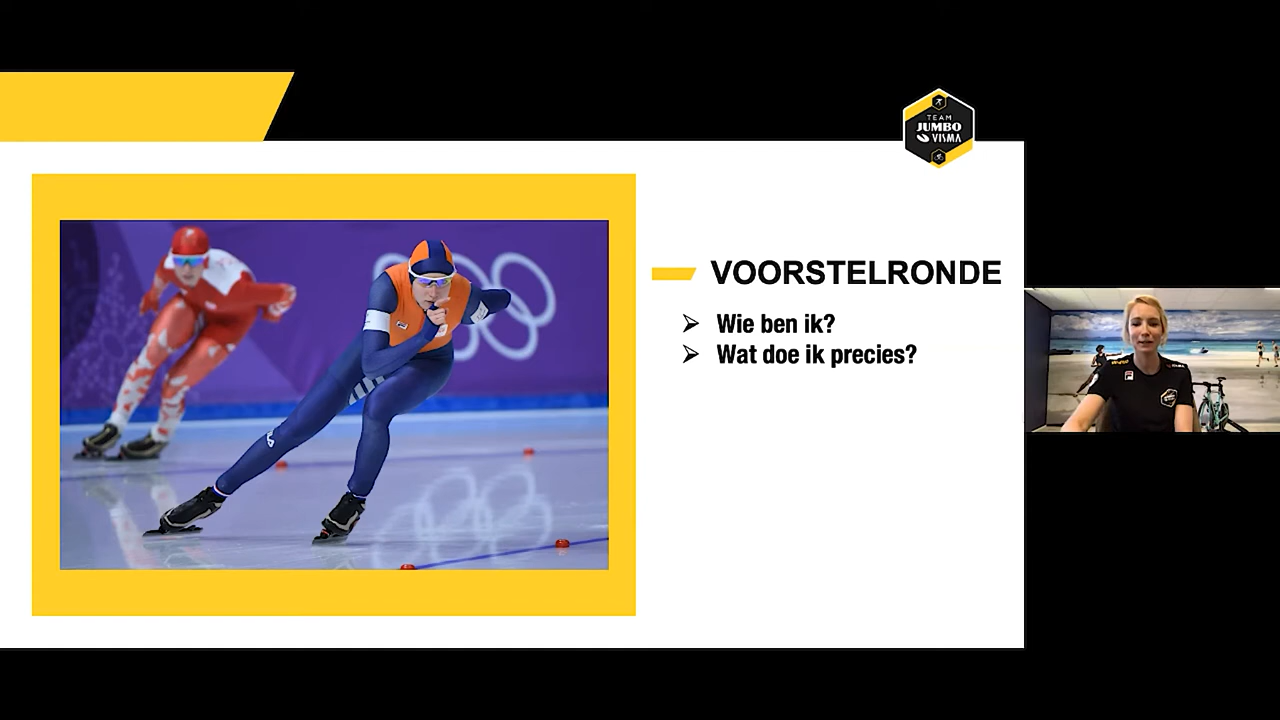 TEAM
JUMBO
VISMA
VOORSTELRONDE
Wie ben ik?
Wat doe ik precies?